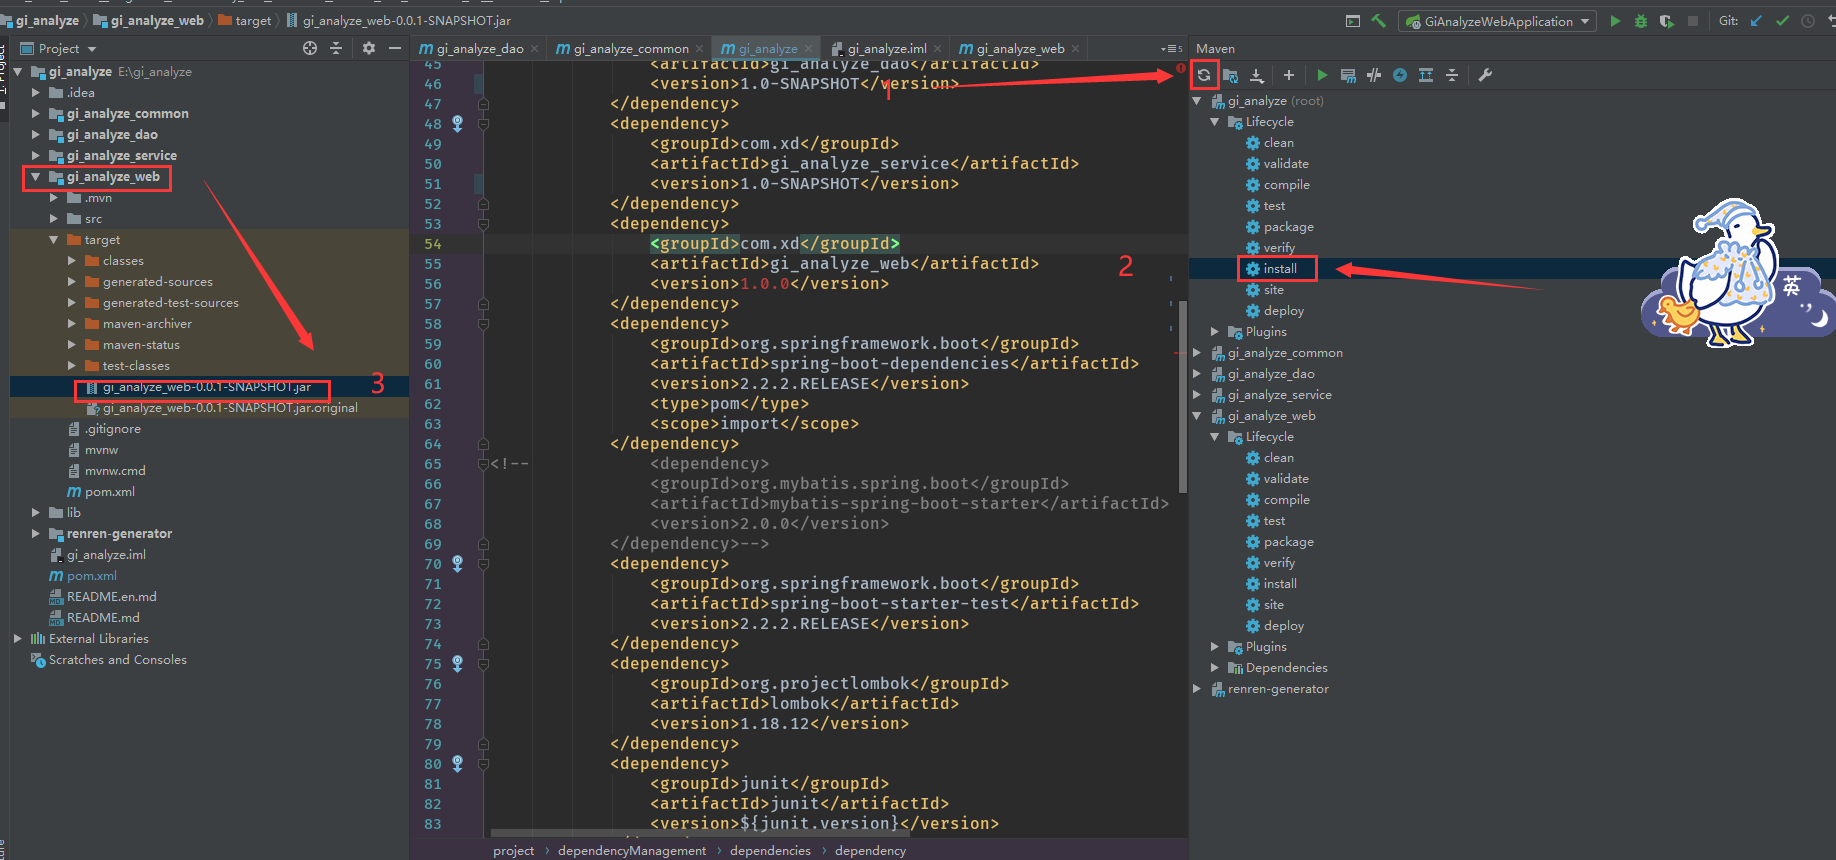 gi_analyze gi_analyze_web target gi_analyze_web-0.0.1-SNAPSHOT.jar
GiAnalyzeWebApplication
Git:
Project
Project
gi_analyze E:\gi_analyze
.idea
gi_analyze_common
gi_analyze_dao
gi_analyze_service
gi_analyze_web
.mvn
src
target
classes
generated-sources
generated-test-sources
maven-archiver
maven-status
test-classes
gi_analyze_web-0.0.1-SNAPSHOT.jar
3
gi_analyze_web-0.0.1-SNAPSHOT.jar.original
.gitignore
mvnw
mvnw.cmd
pom.xml
lib
renren-generator
gi_analyze.iml
pom.xml
README.en.md
README.md
External Libraries
Scratches and Consoles
gi_analyze_dao gi_analyze_common gi_analyze gi_analyze.iml gi_analyze_web 5
45 <artifactId>gi_analyze_dao</artifactId>
46 <version>1.0-SNAPSHOT</version>
1
47 </dependency>
48 <dependency>
49 <groupId>com.xd</groupId>
50 <artifactId>gi_analyze_service</artifactId>
51 <version>1.0-SNAPSHOT</version>
52 </dependency>
53 <dependency>
54 <groupId>com.xd</groupId>
55 <artifactId>gi_analyze_web</artifactId>
2
56 <version>1.0.0</version>
57 </dependency>
58 <dependency>
59 <groupId>org.springframework.boot</groupId>
60 <artifactId>spring-boot-dependencies</artifactId>
61 <version>2.2.2.RELEASE</version>
62 <type>pom</type>
63 <scope>import</scope>
64 </dependency>
65 <!-- <dependency>
66 <groupId>org.mybatis.spring.boot</groupId>
67 <artifactId>mybatis-spring-boot-starter</artifactId>
68 <version>2.0.0</version>
69 </dependency>-->
70 <dependency>
71 <groupId>org.springframework.boot</groupId>
72 <artifactId>spring-boot-starter-test</artifactId>
73 <version>2.2.2.RELEASE</version>
74 </dependency>
75 <dependency>
76 <groupId>org.projectlombok</groupId>
77 <artifactId>lombok</artifactId>
78 <version>1.18.12</version>
79 </dependency>
80 <dependency>
81 <groupId>junit</groupId>
82 <artifactId>junit</artifactId>
83 <version>${junit.version}</version>
project › dependencyManagement › dependencies › dependency
Maven
gi_analyze (root)
Lifecycle
clean
validate
compile
test
package
verify
install
site
deploy
Plugins
gi_analyze_common
gi_analyze_dao
gi_analyze_service
gi_analyze_web
Lifecycle
clean
validate
compile
test
package
verify
install
site
deploy
Plugins
Dependencies
renren-generator
英